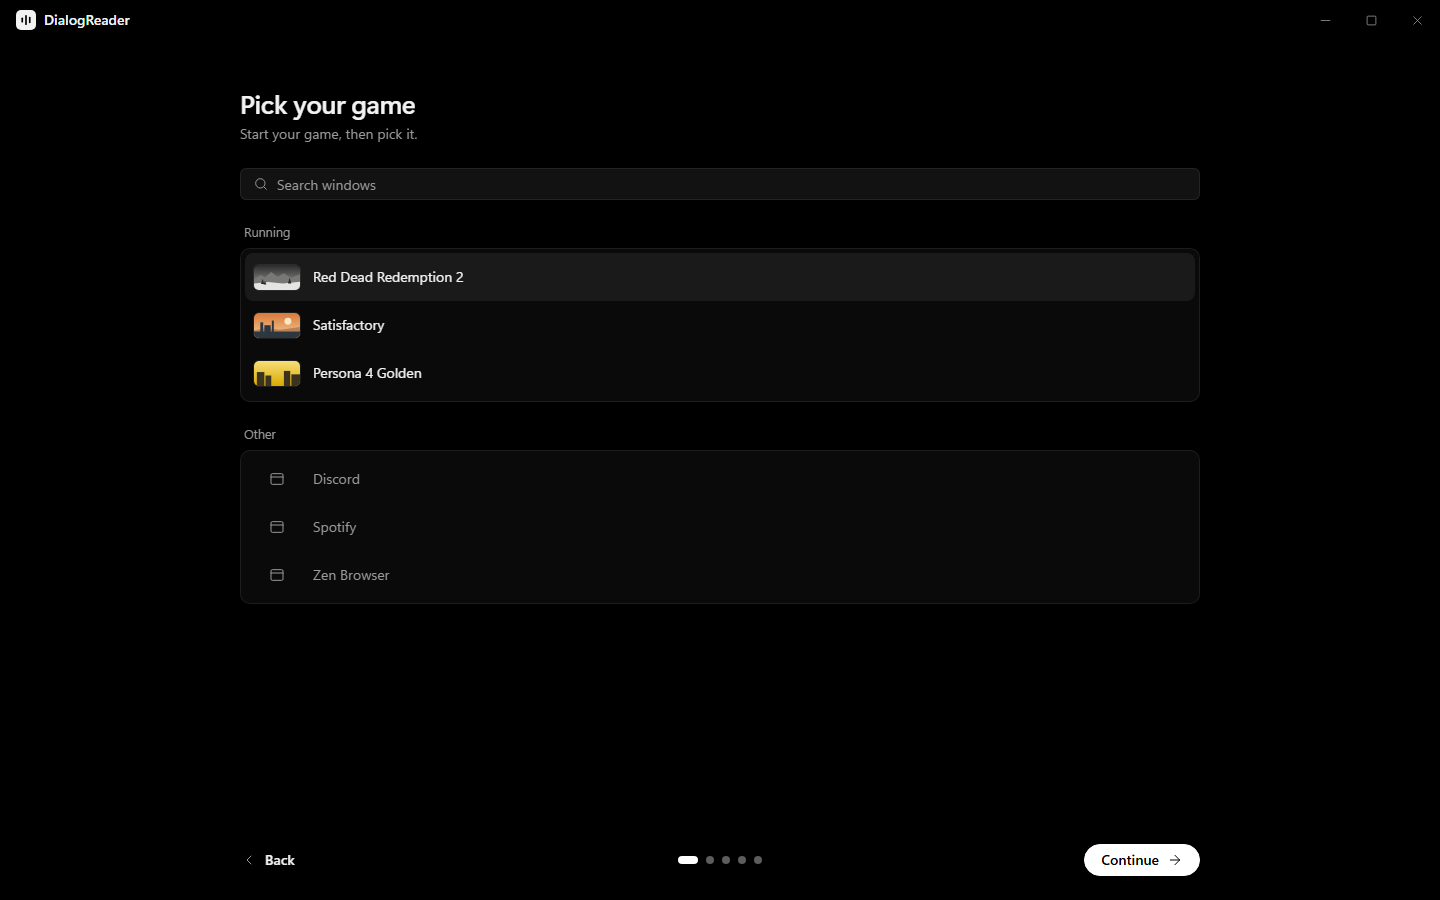 DialogReader
Pick your game
Start your game, then pick it.
Search windows
Running
Red Dead Redemption 2
Satisfactory
Persona 4 Golden
Other
Discord
Spotify
Zen Browser
Back
Continue